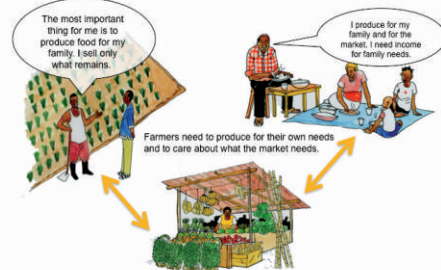 The most important
thing for me is to
produce food for my
family. I sell only
what remains.
I produce for my
family and for the
market. I need income
for family needs.
Farmers need to produce for their own needs
and to care about what the market needs.